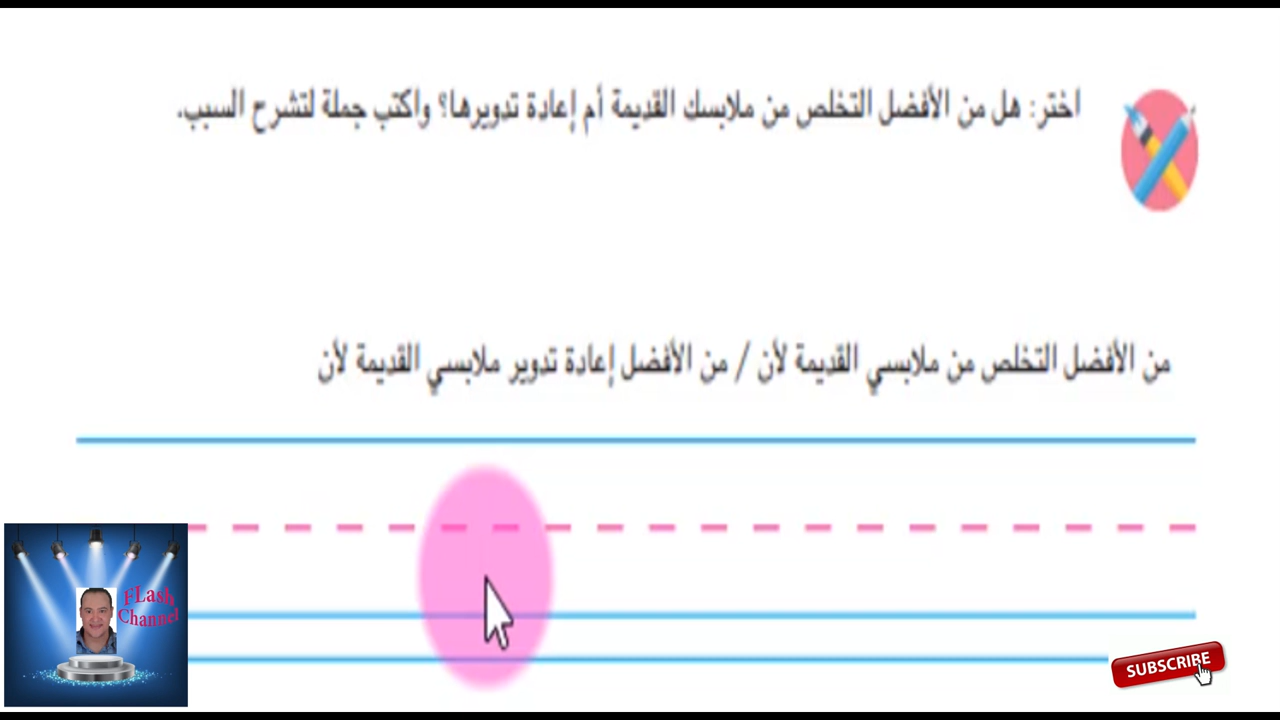 اختر: هل من الأفضل التخلص من ملابسك القديمة أم إعادة تدويرها؟ واكتب جملة لتشرح السبب.
من الأفضل التخلص من ملابسي القديمة لأن / من الأفضل إعادة تدوير ملابسي القديمة لأن
FLash
Channel
SUBSCRIBE